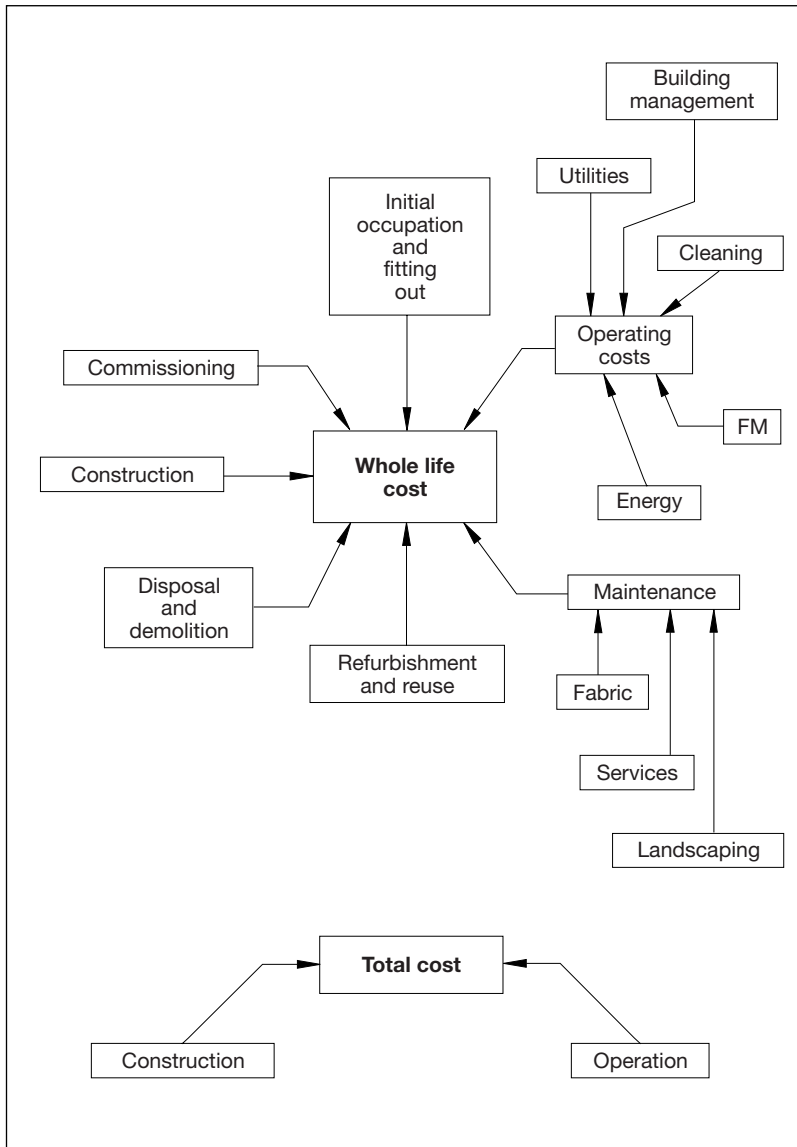 Building
management
Utilities
Initial
occupation
and
fitting
out
Cleaning
Operating
costs
Commissioning
FM
Whole life
cost
Construction
Energy
Disposal
and
demolition
Maintenance
Refurbishment
and reuse
Fabric
Services
Landscaping
Total cost
Construction
Operation